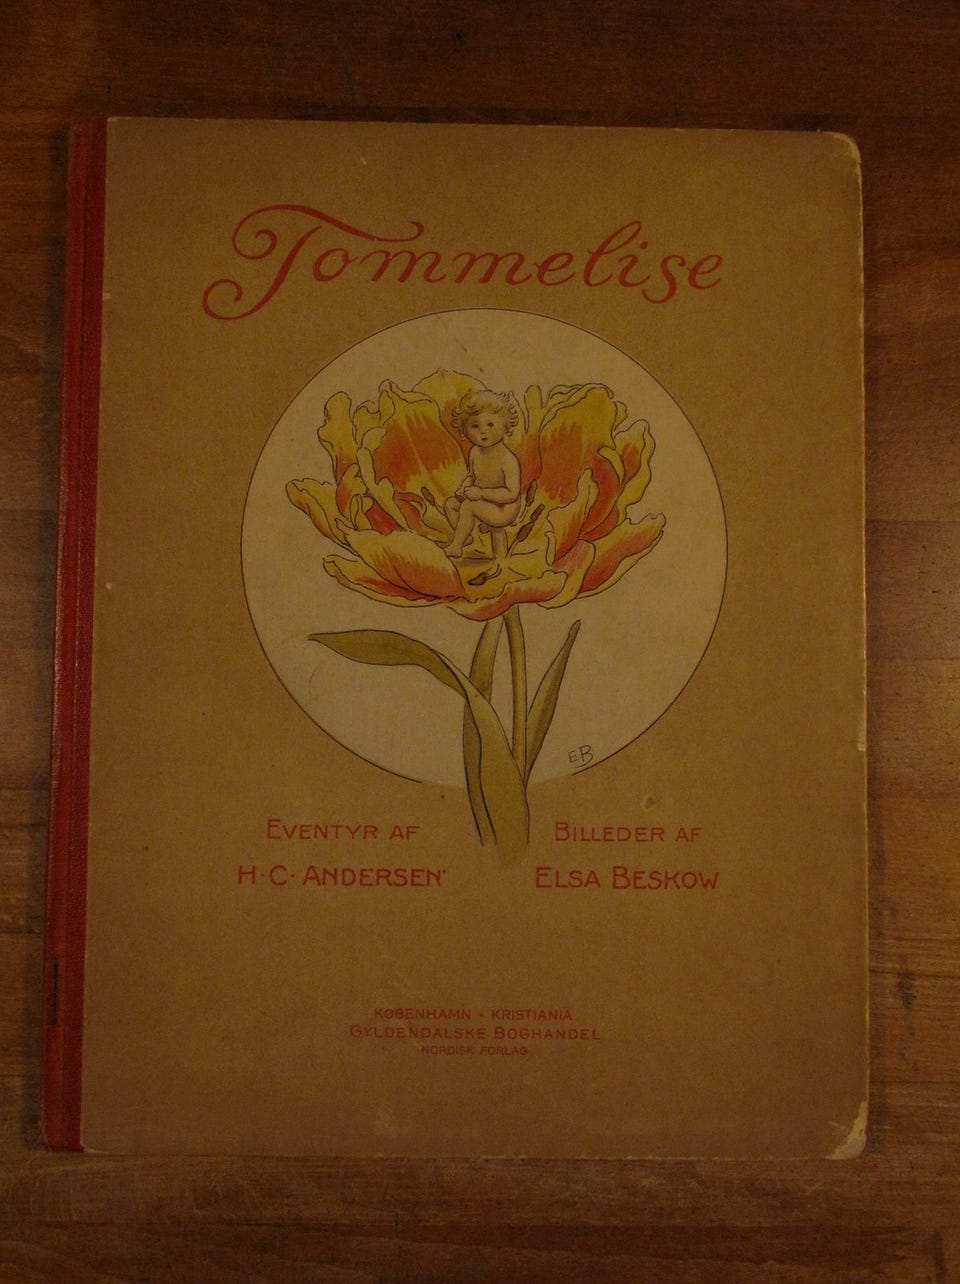 Tommelise
EB
EVENTYR AF
H·C·ANDERSEN
BILLEDER AF
ELSA BESKOW
KØBENHAMN · KRISTIANIA
GYLDENDALSKE BOGHANDEL
NORDISK FORLAG